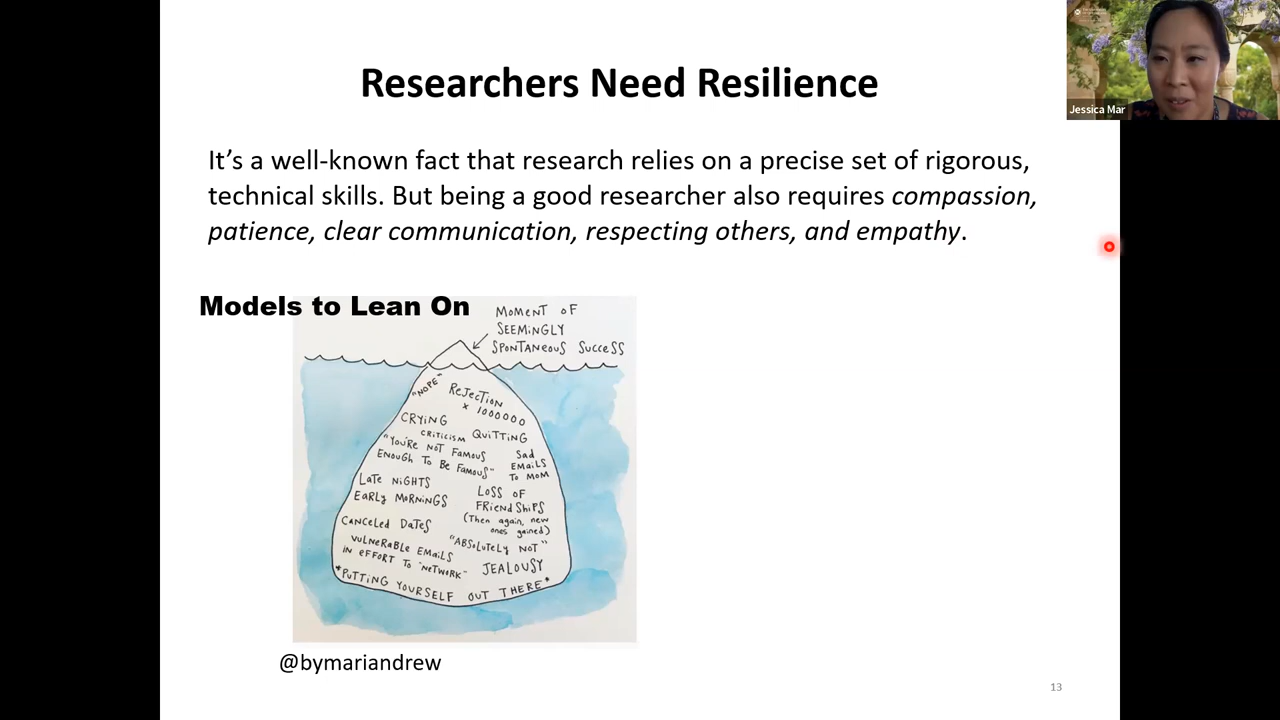 Researchers Need Resilience
Jessica Mar
It's a well-known fact that research relies on a precise set of rigorous,
technical skills. But being a good researcher also requires compassion,
patience, clear communication, respecting others, and empathy.
Models to Lean On
MOMENT OF
SEEMINGLY
SPONTANEOUS SUCCESS
"NOPE"
REJECTION
x 1000000
CRYING
CRITICISM
QUITTING
"YOU'RE NOT FAMOUS
ENOUGH TO BE FAMOUS"
SAD
EMAILS
TO MOM
LATE NIGHTS
EARLY MORNINGS
LOSS OF
FRIENDSHIPS
(Then again, new
ones gained)
CANCELED DATES
"ABSOLUTELY NOT"
VULNERABLE EMAILS
IN EFFORT TO "NETWORK"
JEALOUSY
*PUTTING YOURSELF OUT THERE*
@bymariandrew
13